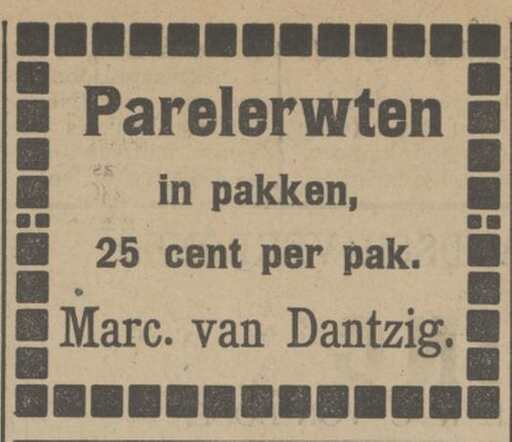 Parelerwten
in pakken,
25 cent per pak.
Marc. van Dantzig.